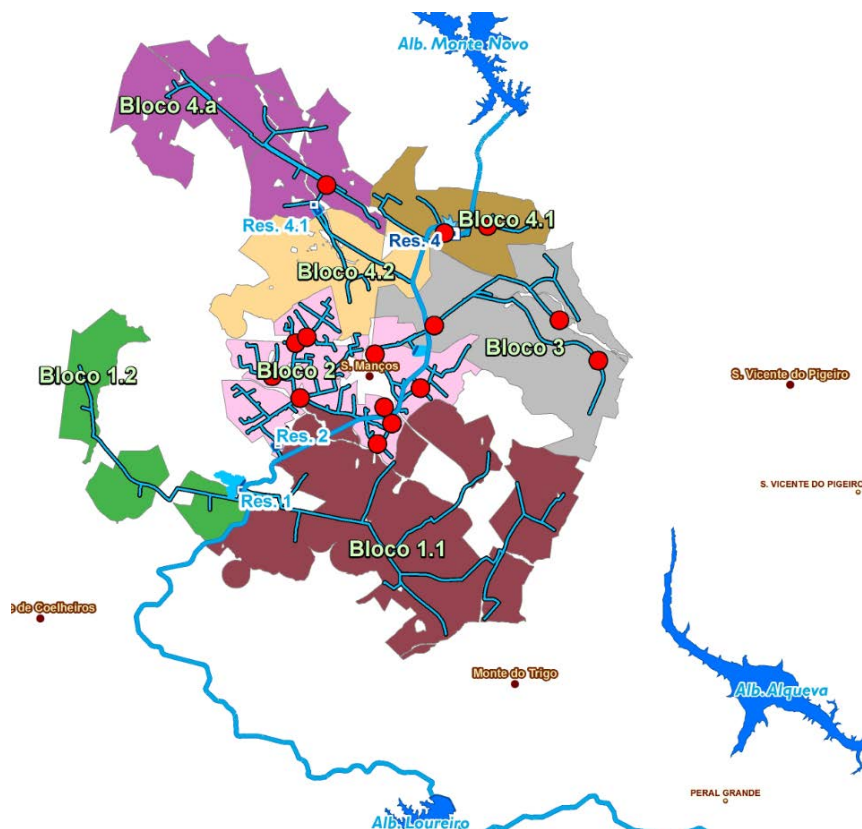 Alb. Monte Novo
Bloco 4.a
Res. 4.1
Res. 4
Bloco 4.1
Bloco 4.2
Bloco 3
Bloco 1.2
Bloco 2
S. Manços
S. Vicente do Pigeiro
Res. 2
S. VICENTE DO PIGEIRO
Res. 1
Bloco 1.1
e de Coelheiros
Monte do Trigo
Alb. Alqueva
PERAL GRANDE
Alb. Loureiro